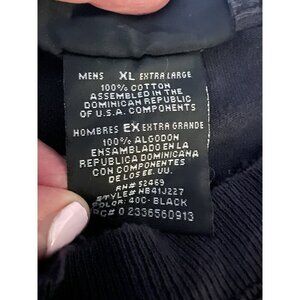 MENS XL EXTRA LARGE
100% COTTON
ASSEMBLED IN THE
DOMINICAN REPUBLIC
OF U.S.A. COMPONENTS
HOMBRES EX EXTRA GRANDE
100% ALGODON
ENSAMBLADO EN LA
REPUBLICA DOMINICANA
CON COMPONENTES
DE LOS EE. UU.
RN# 52469
STYLE# HB41J227
COLOR: 40C- BLACK
PC# 0 2336560913